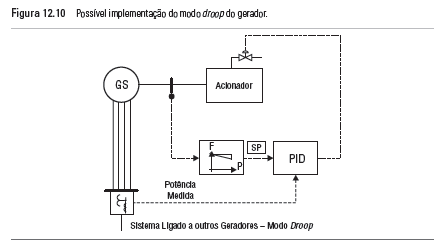 Figura 12.10 Possível implementação do modo droop do gerador.
GS
Acionador
F
P
SP
PID
Potência
Medida
Sistema Ligado a outros Geradores – Modo Droop